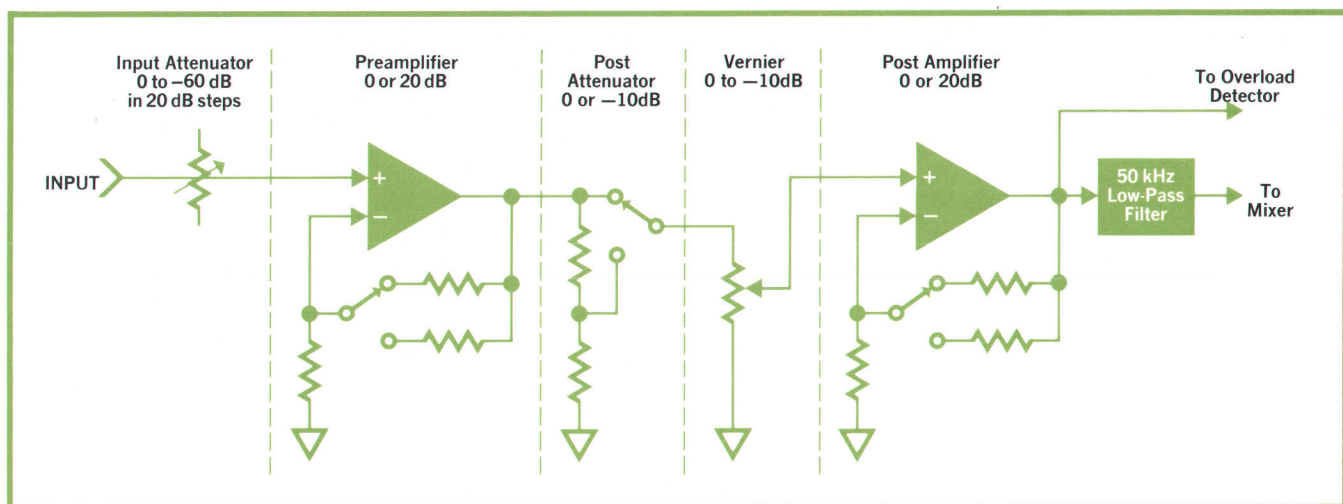 Input Attenuator
0 to −60 dB
in 20 dB steps
Preamplifier
0 or 20 dB
Post
Attenuator
0 or −10dB
Vernier
0 to −10dB
Post Amplifier
0 or 20dB
To Overload
Detector
INPUT
+
−
+
−
50 kHz
Low-Pass
Filter
To
Mixer